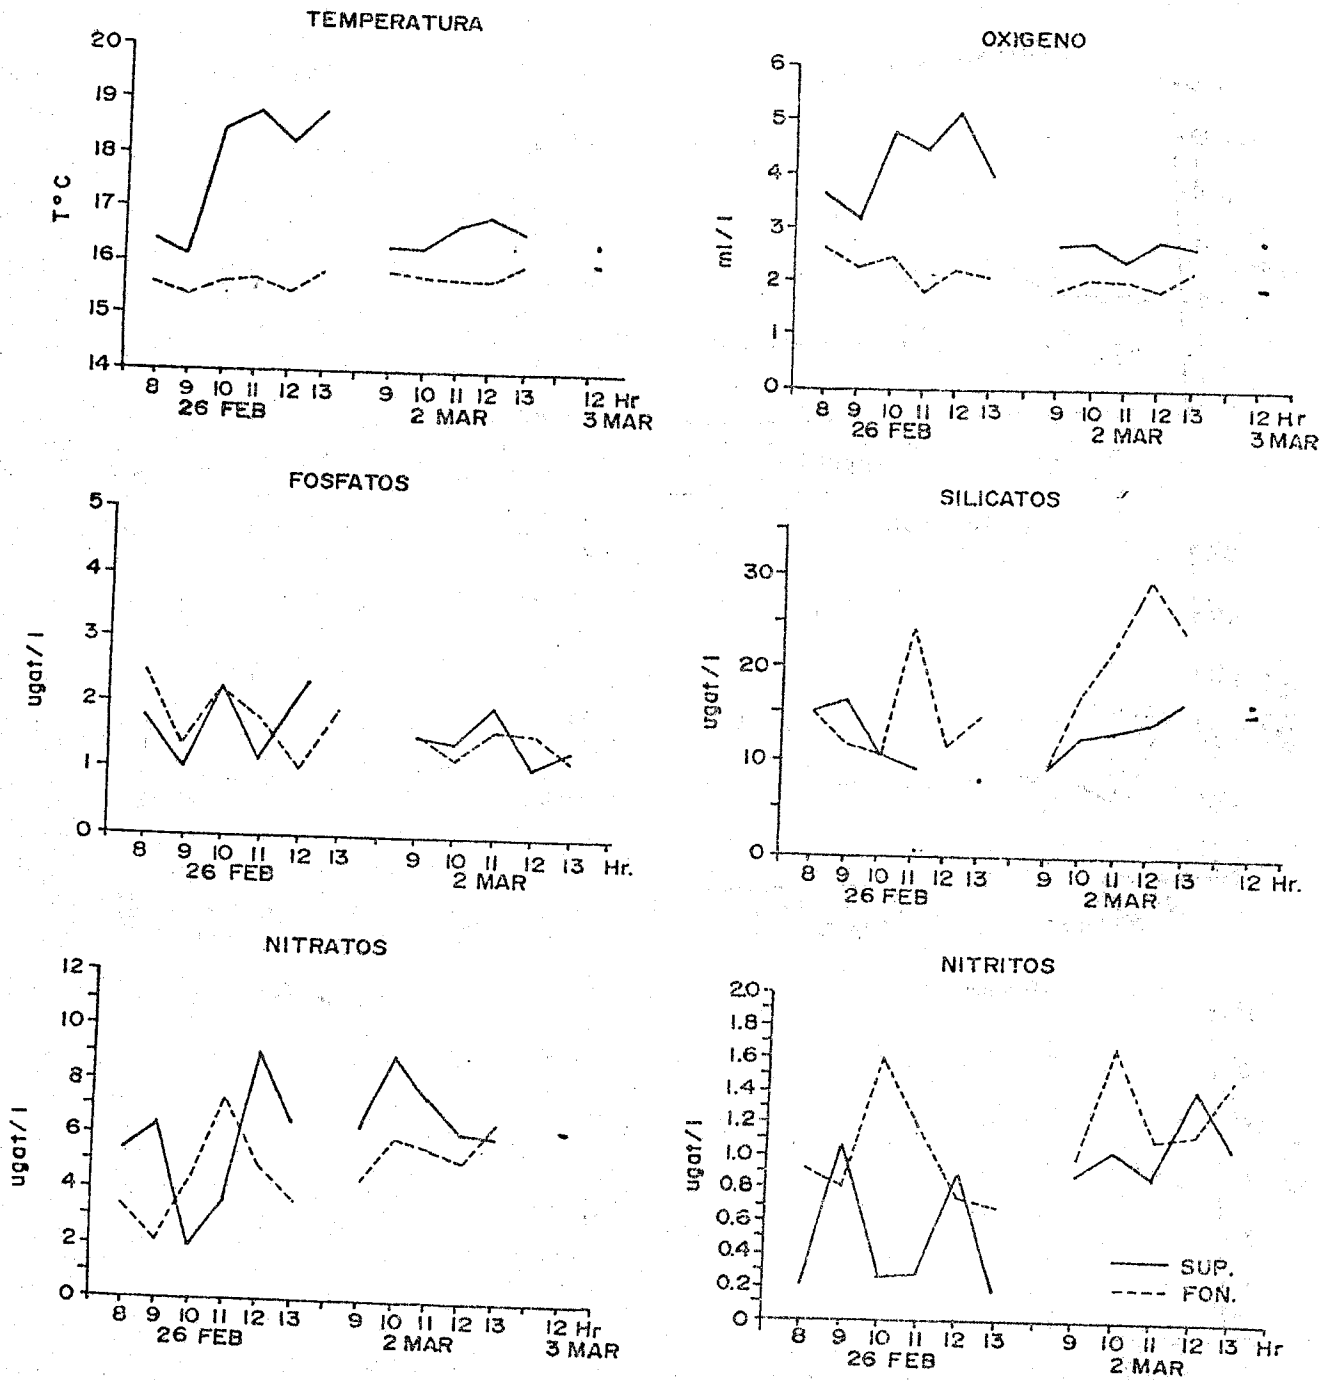 TEMPERATURA
20
19
18
17
16
15
14
T°C
8 9 10 11 12 13 9 10 11 12 13 12 Hr
26 FEB 2 MAR 3 MAR
OXIGENO
6
5
4
3
2
1
0
ml/l
8 9 10 11 12 13 9 10 11 12 13 12 Hr
26 FEB 2 MAR 3 MAR
FOSFATOS
5
4
3
2
1
0
ugat/l
8 9 10 11 12 13 9 10 11 12 13 Hr.
26 FEB 2 MAR
SILICATOS
30
20
10
0
ugat/l
8 9 10 11 12 13 9 10 11 12 13 12 Hr.
26 FEB 2 MAR
NITRATOS
12
10
8
6
4
2
0
ugat/l
8 9 10 11 12 13 9 10 11 12 13 12 Hr
26 FEB 2 MAR 3 MAR
NITRITOS
2.0
1.8
1.6
1.4
1.2
1.0
0.8
0.6
0.4
0.2
0
ugat/l
SUP.
FON.
8 9 10 11 12 13 9 10 11 12 13 Hr
26 FEB 2 MAR